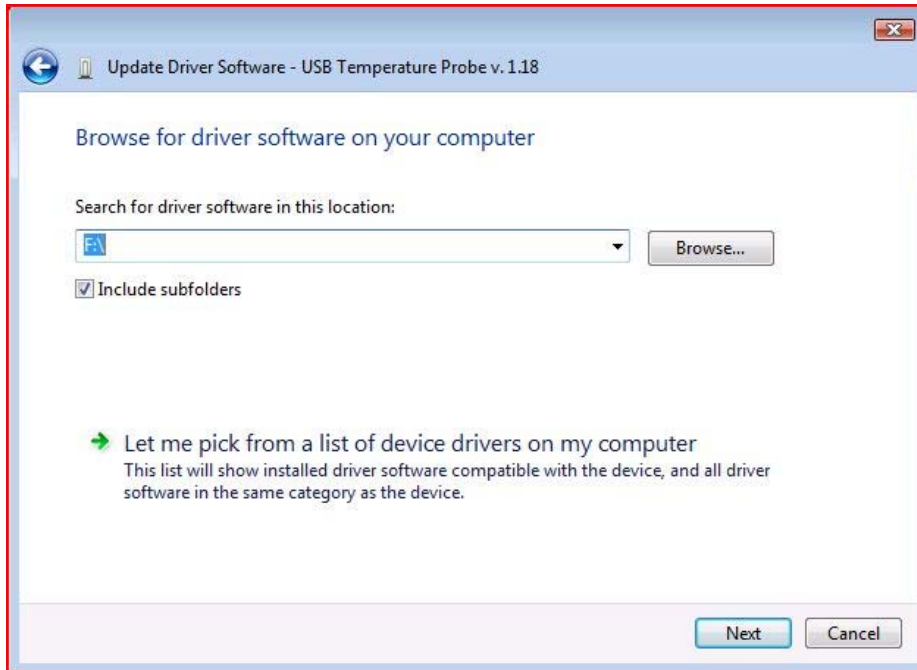 Update Driver Software - USB Temperature Probe v. 1.18
Browse for driver software on your computer
Search for driver software in this location:
F:\
Browse...
Include subfolders
Let me pick from a list of device drivers on my computer
This list will show installed driver software compatible with the device, and all driver
software in the same category as the device.
Next
Cancel